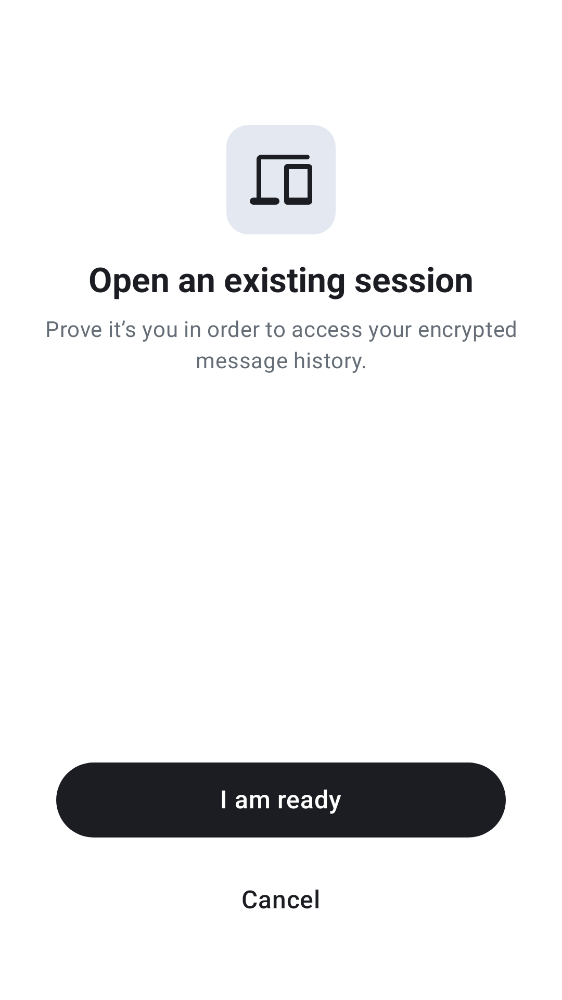 Open an existing session
Prove it’s you in order to access your encrypted
message history.
I am ready
Cancel